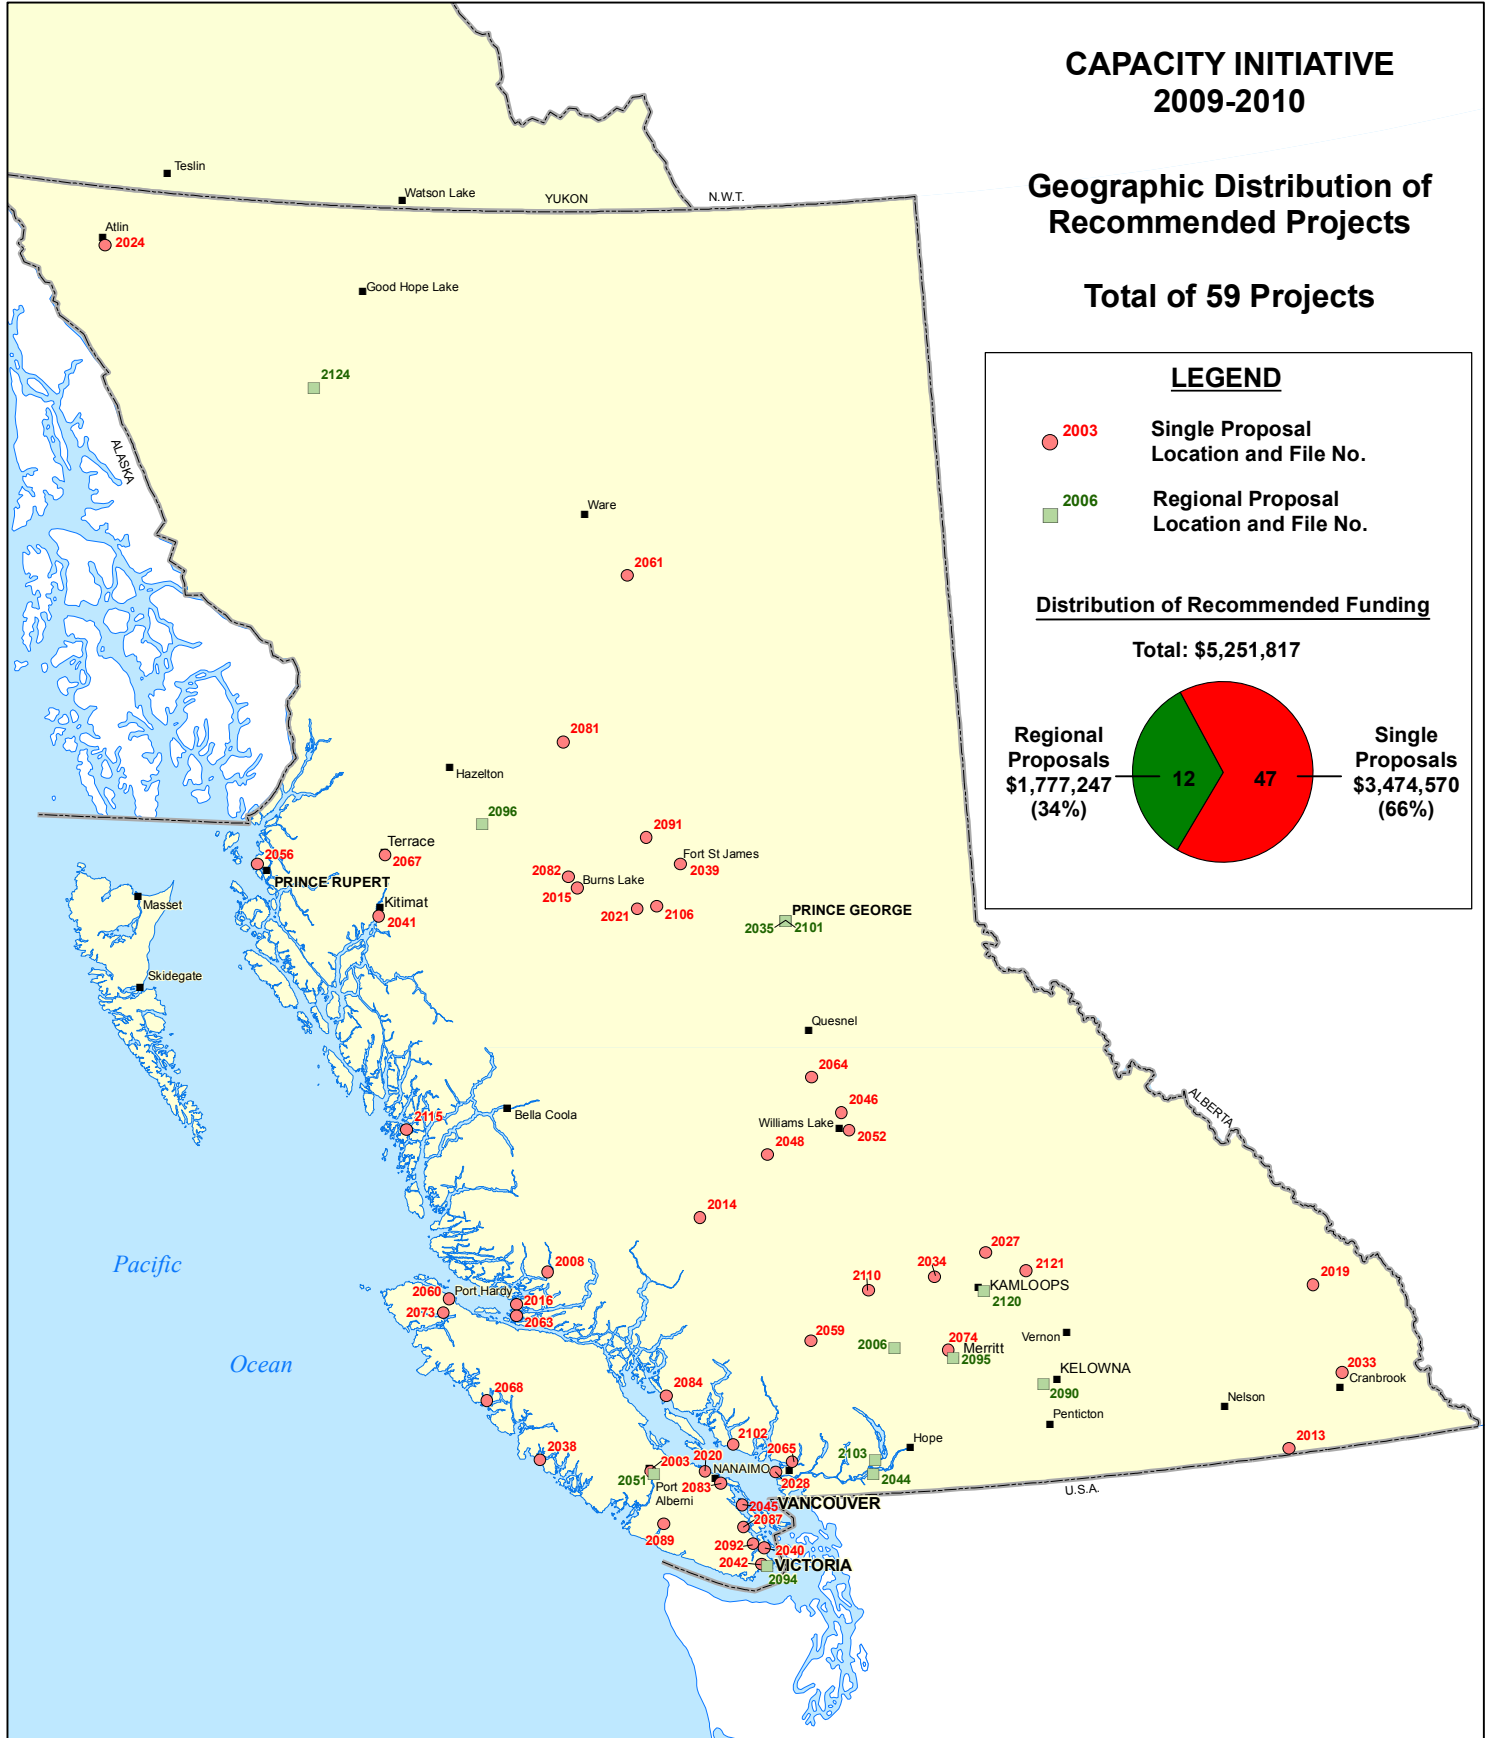 CAPACITY INITIATIVE
2009-2010
Geographic Distribution of
Recommended Projects
Total of 59 Projects
LEGEND
2003
Single Proposal
Location and File No.
2006
Regional Proposal
Location and File No.
Distribution of Recommended Funding
Total: $5,251,817
Regional
Proposals
$1,777,247
(34%)
12
47
Single
Proposals
$3,474,570
(66%)
Teslin
Watson Lake
YUKON
N.W.T.
Atlin
2024
Good Hope Lake
2124
ALASKA
Ware
2061
2081
Hazelton
2096
2091
Terrace
2067
2056
PRINCE RUPERT
Fort St James
2039
2082
Burns Lake
2015
2021
2106
Masset
Kitimat
2041
PRINCE GEORGE
2035
2101
Skidegate
Quesnel
2064
2046
Bella Coola
2115
Williams Lake
2052
2048
ALBERTA
2014
Pacific
2008
2027
2034
2121
2110
KAMLOOPS
2120
2019
2060
Port Hardy
2016
2073
2063
2059
2006
2074
Merritt
2095
Vernon
Ocean
KELOWNA
2090
2033
Cranbrook
2068
2084
Nelson
Penticton
2102
Hope
2013
2038
2065
2103
2003
2020
NANAIMO
2051
2028
2044
Port
Alberni
2083
U.S.A.
2045
VANCOUVER
2087
2089
2092
2040
2042
VICTORIA
2094